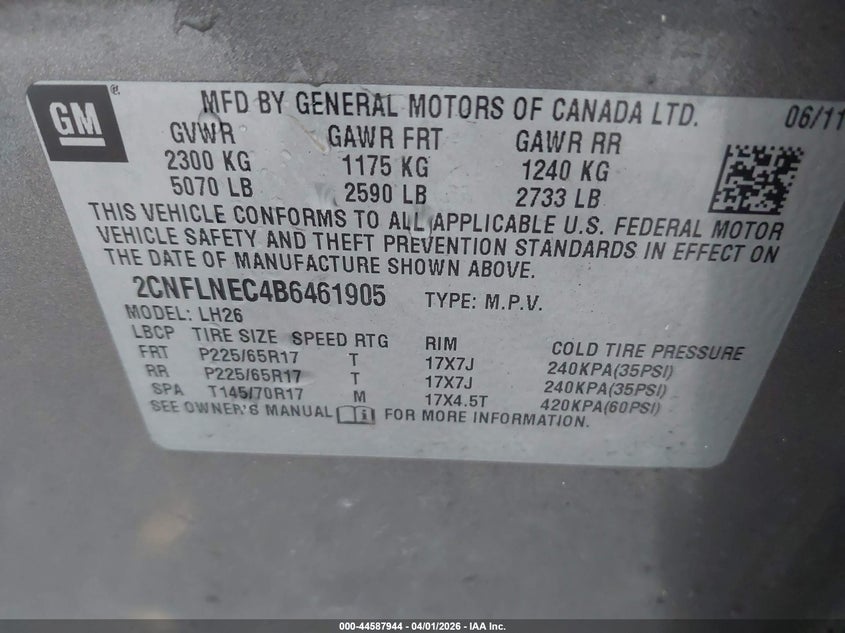 GM
MFD BY GENERAL MOTORS OF CANADA LTD. 06/11
GVWR GAWR FRT GAWR RR
2300 KG 1175 KG 1240 KG
5070 LB 2590 LB 2733 LB
THIS VEHICLE CONFORMS TO ALL APPLICABLE U.S. FEDERAL MOTOR
VEHICLE SAFETY AND THEFT PREVENTION STANDARDS IN EFFECT ON
THE DATE OF MANUFACTURE SHOWN ABOVE.
2CNFLNEC4B6461905 TYPE: M.P.V.
MODEL: LH26
LBCP TIRE SIZE SPEED RTG RIM COLD TIRE PRESSURE
FRT P225/65R17 T 17X7J 240KPA(35PSI)
RR P225/65R17 T 17X7J 240KPA(35PSI)
SPA T145/70R17 M 17X4.5T 420KPA(60PSI)
SEE OWNER'S MANUAL FOR MORE INFORMATION.
000-44587944 | 04/01/2026 - IAA Inc.